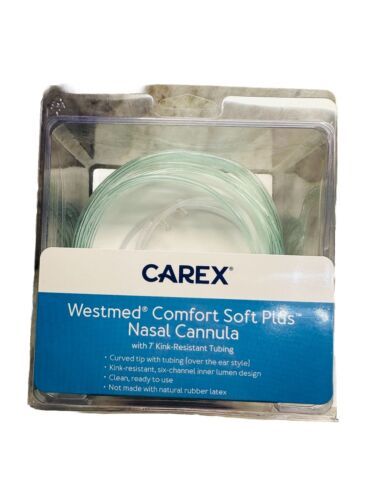 CAREX®
Westmed® Comfort Soft Plus™
Nasal Cannula
with 7' Kink-Resistant Tubing
• Curved tip with tubing (over the ear style)
• Kink-resistant, six-channel inner lumen design
• Clean, ready to use
• Not made with natural rubber latex